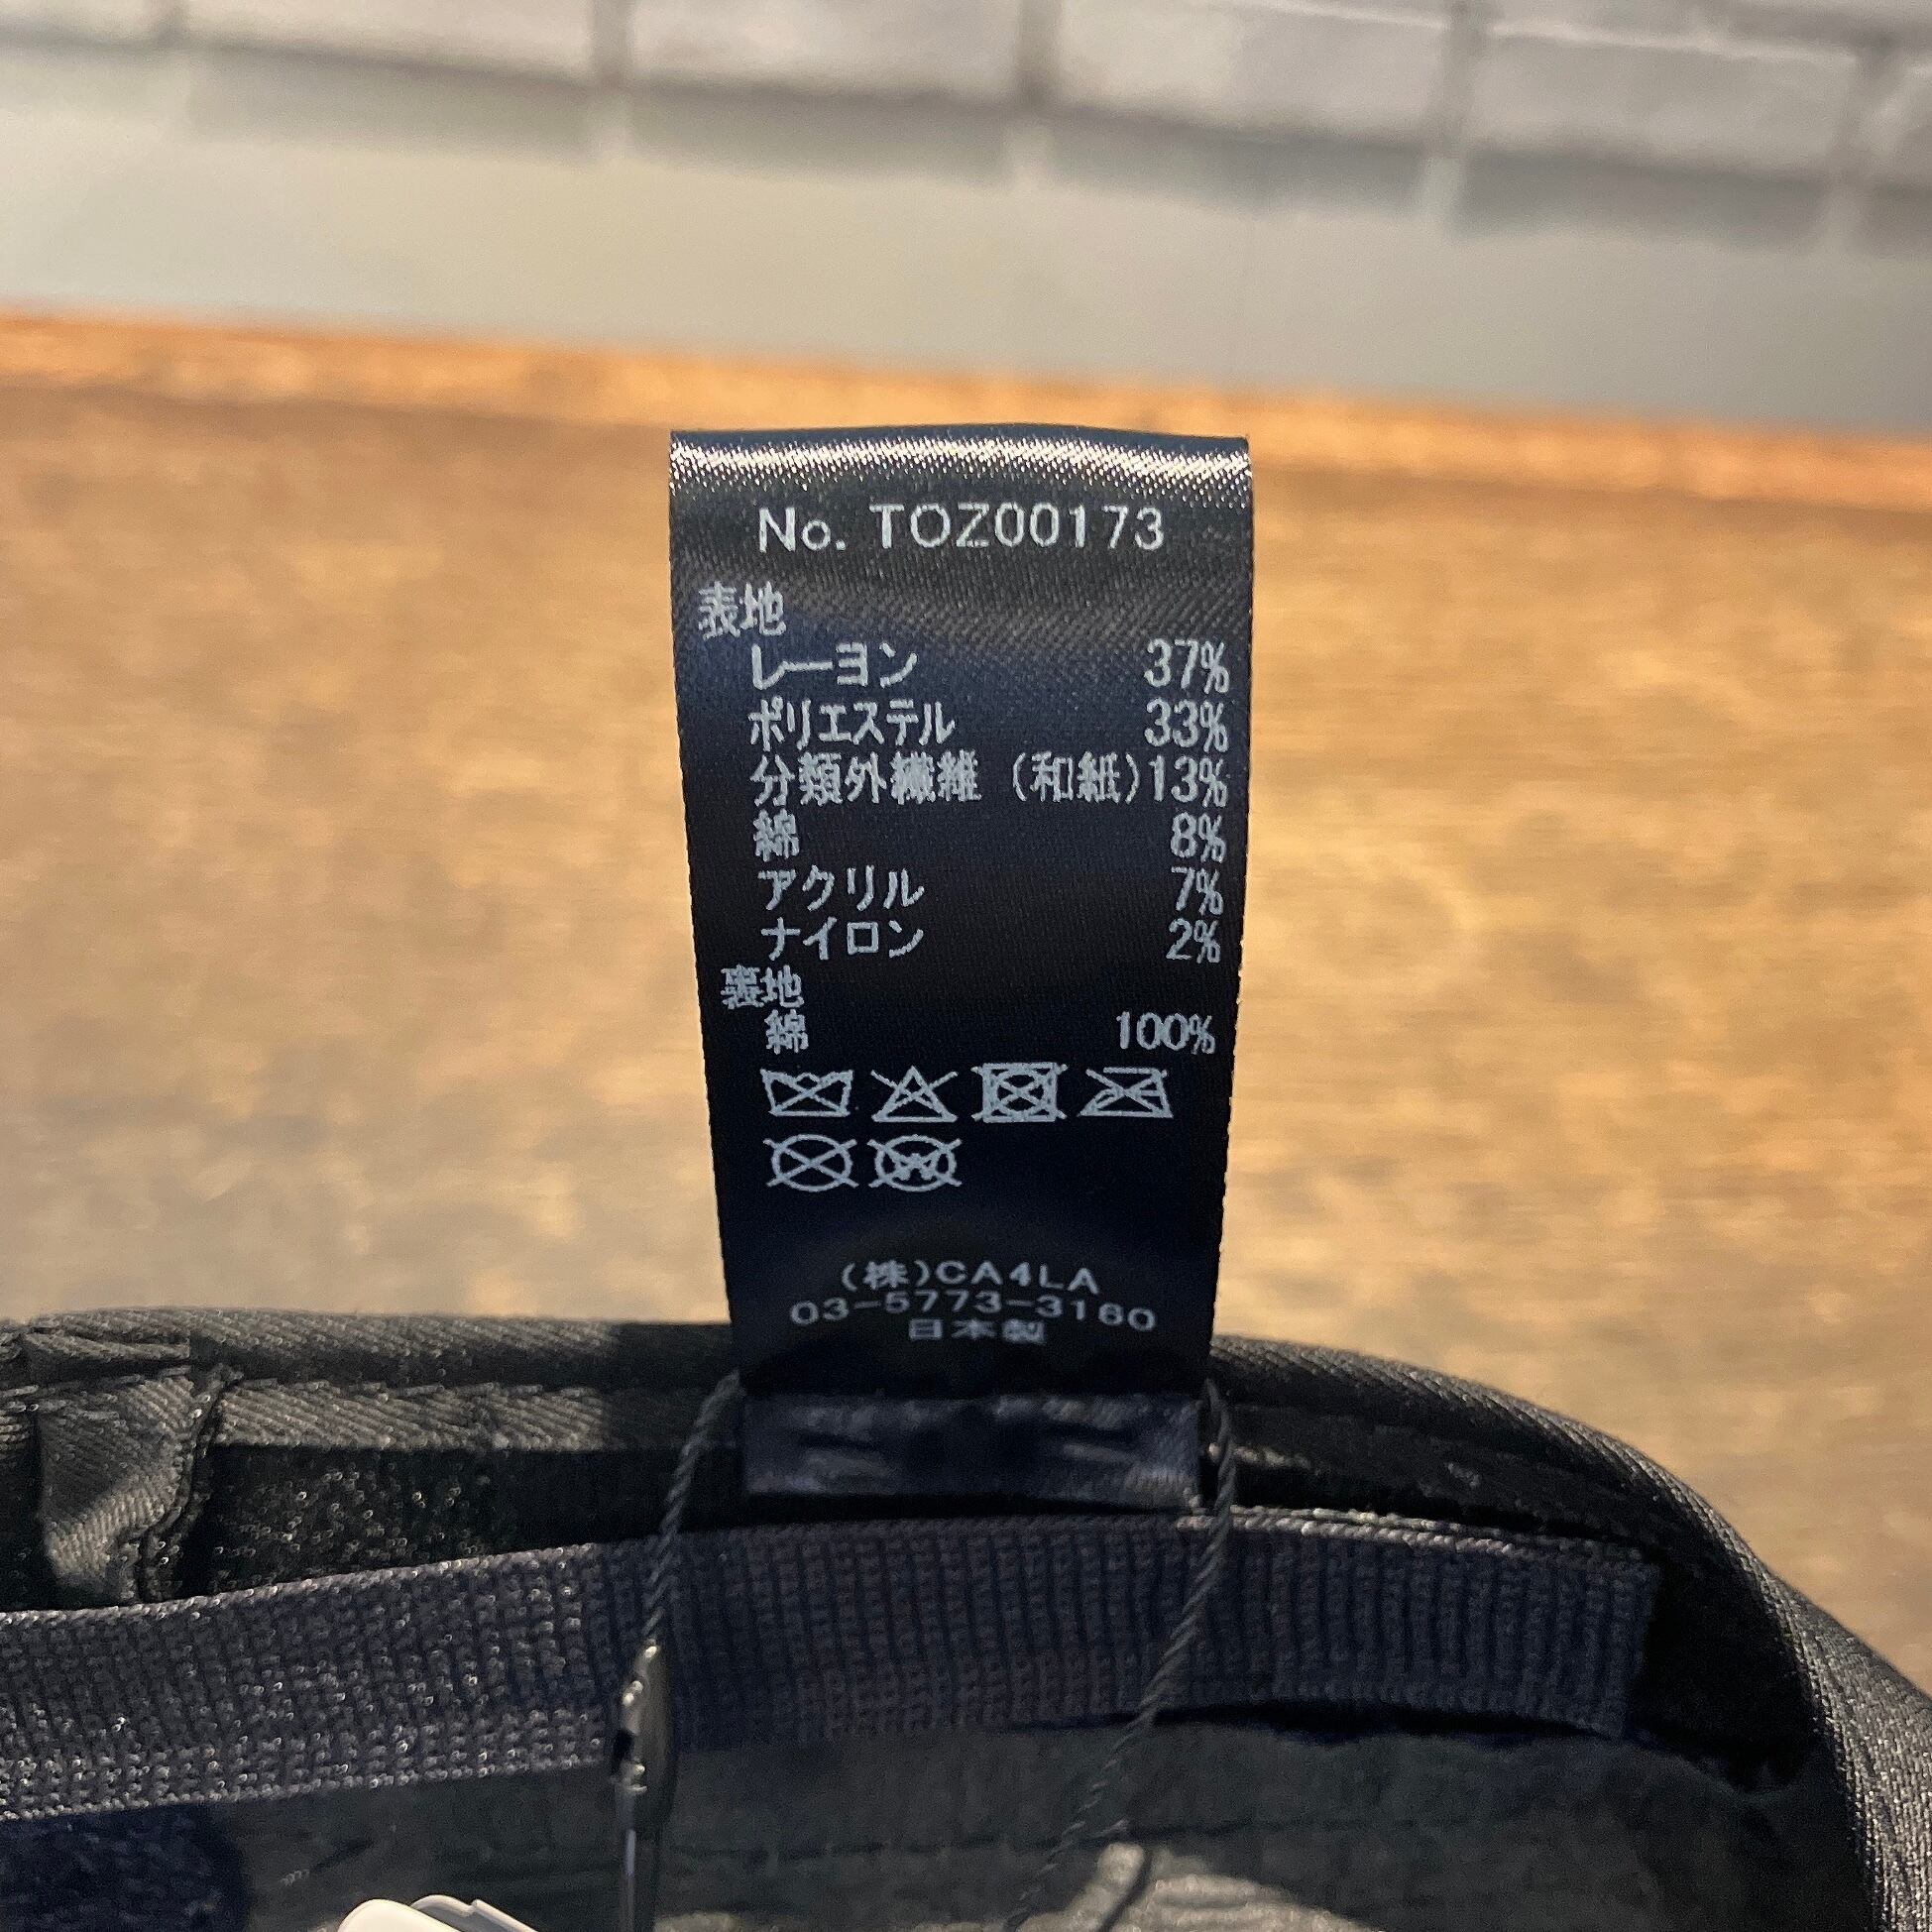 No. TOZ00173
表地
レーヨン 37%
ポリエステル 33%
分類外繊維 (和紙)13%
綿 8%
アクリル 7%
ナイロン 2%
裏地
綿 100%
(株)CA4LA
03-5773-3160
日本製